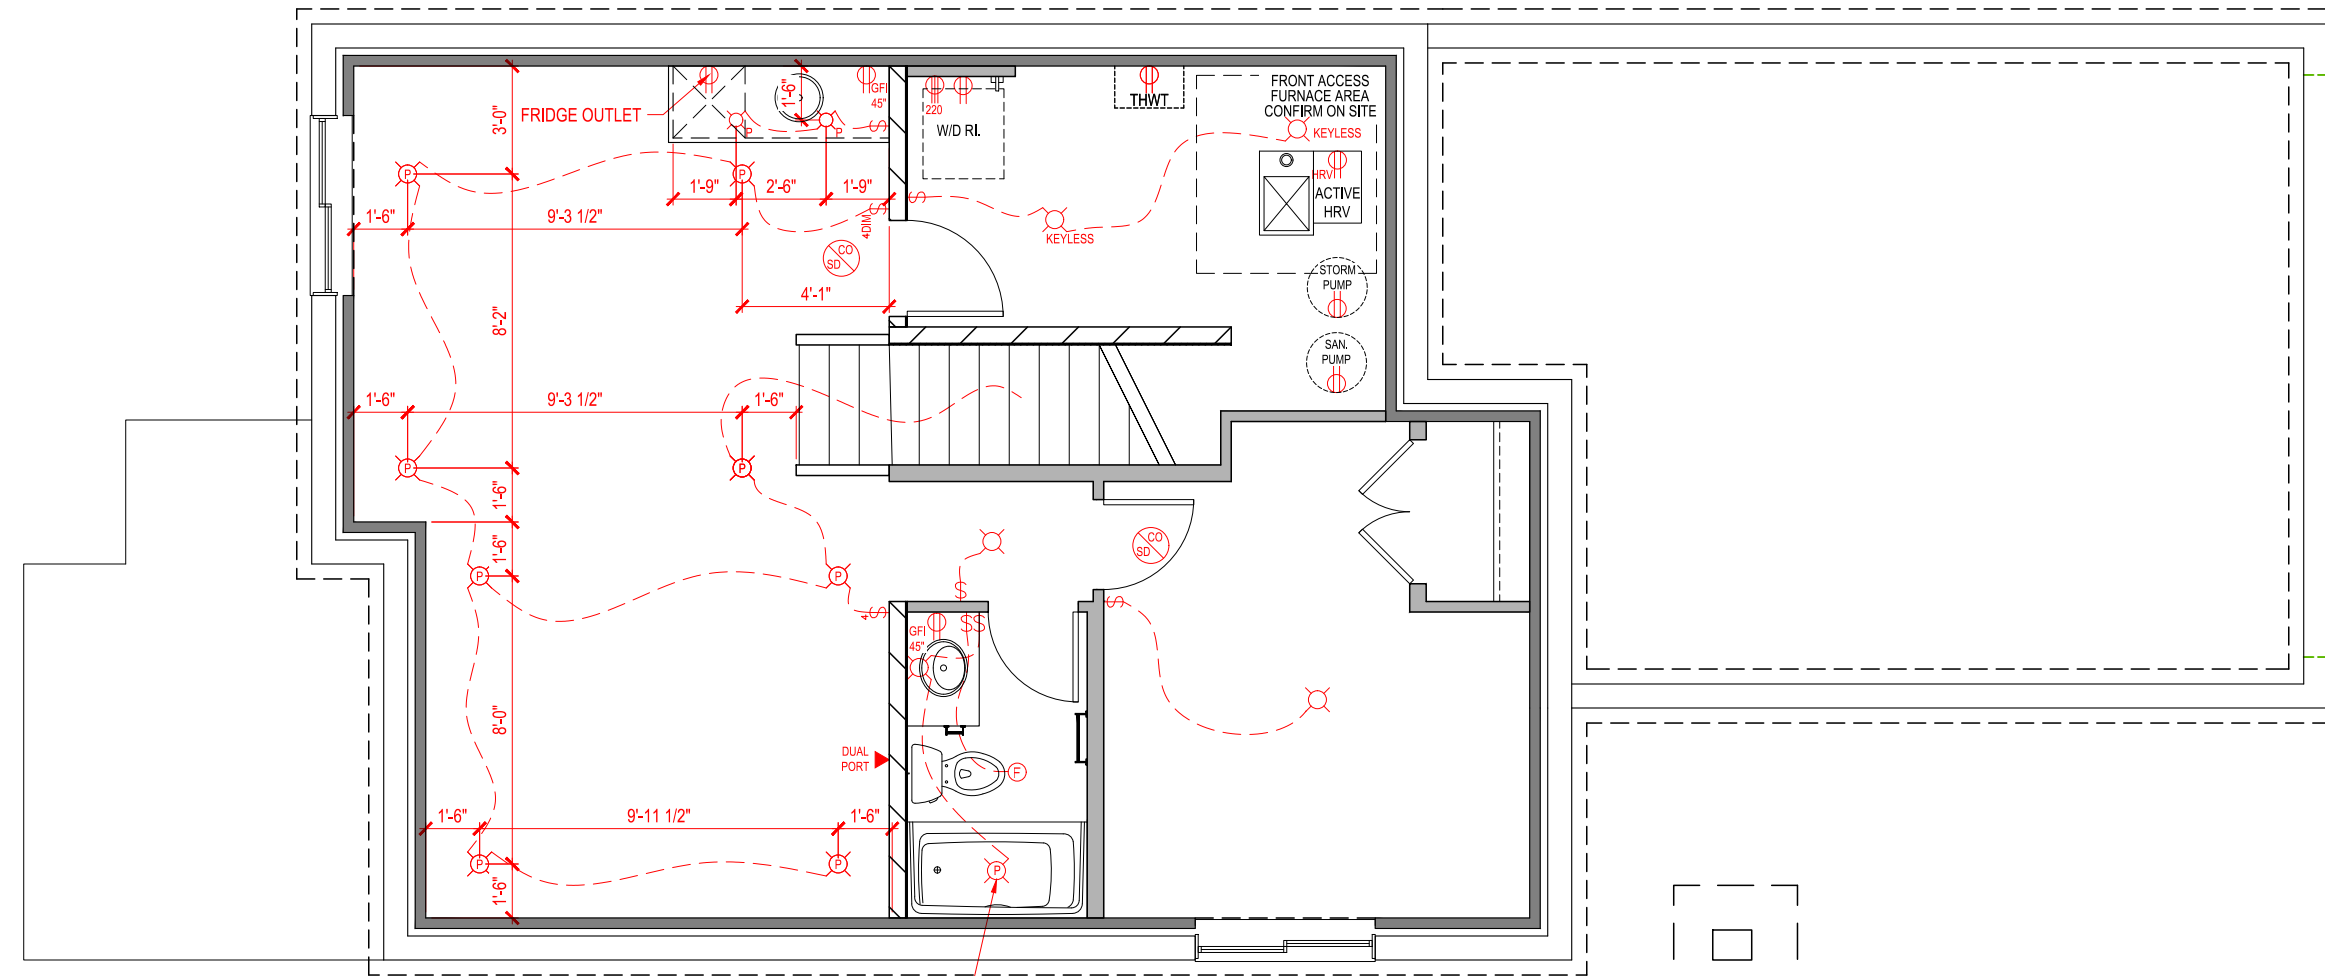 FRIDGE OUTLET
3'-0"
1'-6"
GFI
45"
P
P
$
220
W/D RI.
THWT
FRONT ACCESS
FURNACE AREA
CONFIRM ON SITE
KEYLESS
HRV
ACTIVE
HRV
P
P
1'-9"
2'-6"
1'-9"
$
4DIM
$
KEYLESS
1'-6"
9'-3 1/2"
CO
SD
4'-1"
8'-2"
STORM
PUMP
SAN.
PUMP
1'-6"
9'-3 1/2"
1'-6"
P
P
1'-6"
1'-6"
CO
SD
P
P
4
$
$
$
GFI
45"
$$
8'-0"
DUAL
PORT
F
1'-6"
9'-11 1/2"
1'-6"
P
P
P
1'-6"